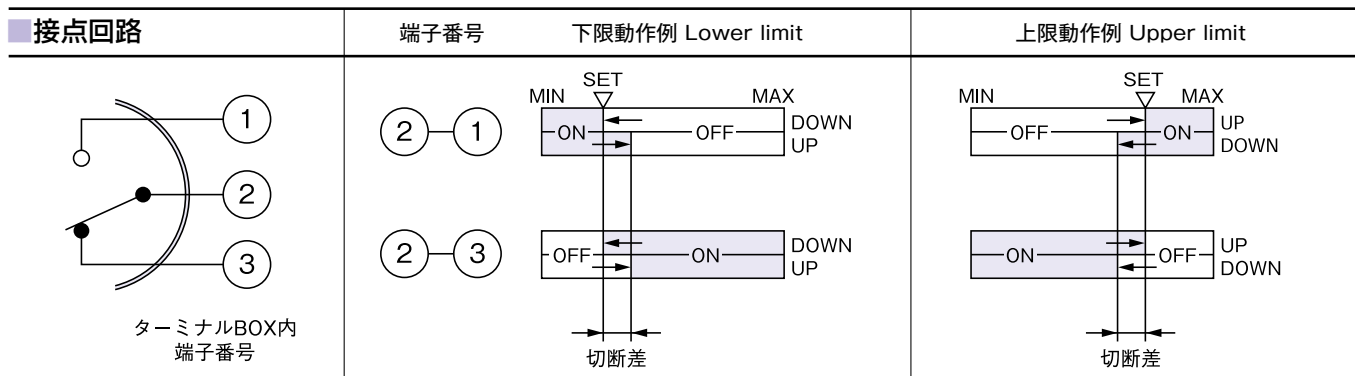 接点回路
端子番号
下限動作例 Lower limit
上限動作例 Upper limit
1
2
3
ターミナルBOX内
端子番号
2 1
SET
MIN MAX
ON OFF DOWN
UP
2 3
OFF ON DOWN
UP
切断差
SET
MIN MAX
OFF ON UP
DOWN
ON OFF UP
DOWN
切断差